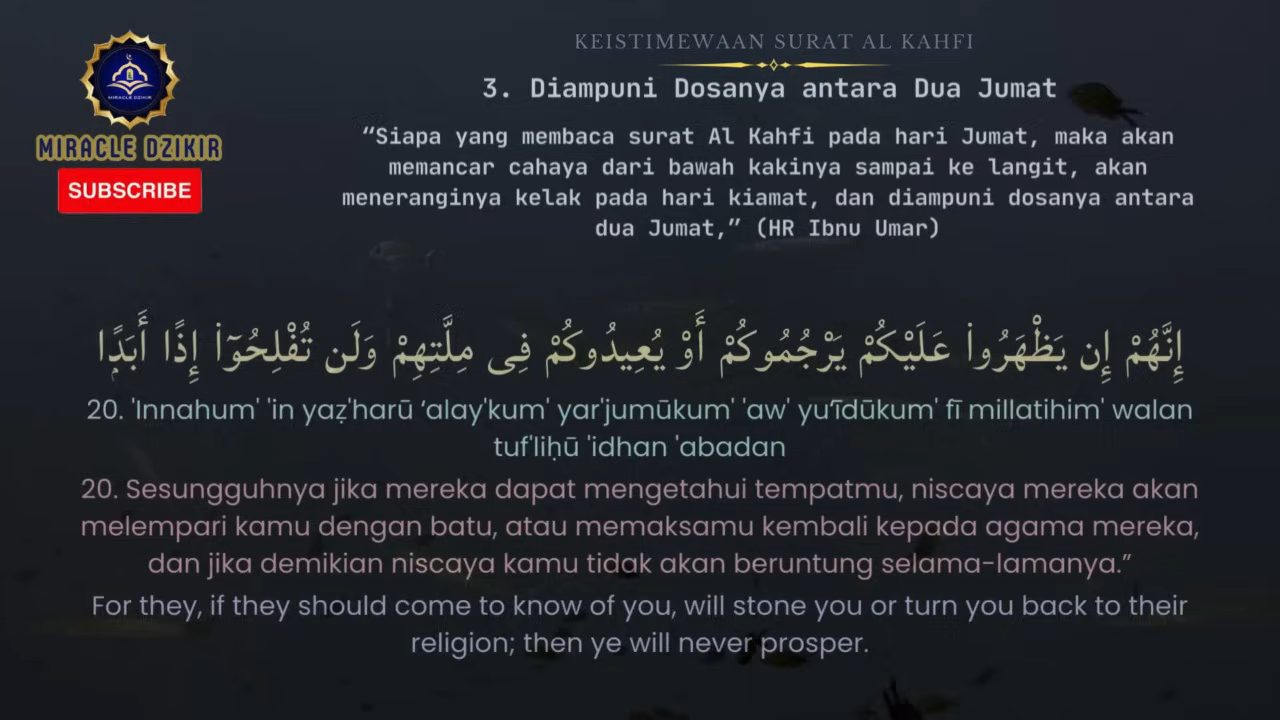 KEISTIMEWAAN SURAT AL KAHFI
3. Diampuni Dosanya antara Dua Jumat
“Siapa yang membaca surat Al Kahfi pada hari Jumat, maka akan
memancar cahaya dari bawah kakinya sampai ke langit, akan
meneranginya kelak pada hari kiamat, dan diampuni dosanya antara
dua Jumat,” (HR Ibnu Umar)
MIRACLE DZIKIR
MIRACLE DZIKIR
SUBSCRIBE
إِنَّهُمْ إِن يَظْهَرُوا۟ عَلَيْكُمْ يَرْجُمُوكُمْ أَوْ يُعِيدُوكُمْ فِى مِلَّتِهِمْ وَلَن تُفْلِحُوٓا۟ إِذًا أَبَدًۭا
20. 'Innahum' 'in yaẓ'harū ‘alay'kum' yar'jumūkum' 'aw' yu‘īdūkum' fī millatihim' walan
tuf'liḥū 'idhan 'abadan
20. Sesungguhnya jika mereka dapat mengetahui tempatmu, niscaya mereka akan
melempari kamu dengan batu, atau memaksamu kembali kepada agama mereka,
dan jika demikian niscaya kamu tidak akan beruntung selama-lamanya.”
For they, if they should come to know of you, will stone you or turn you back to their
religion; then ye will never prosper.